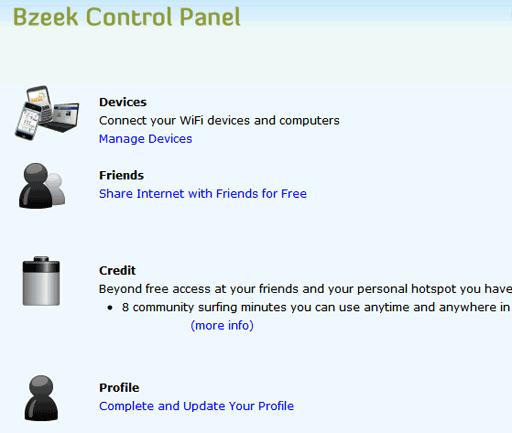 Bzeek Control Panel
Devices
Connect your WiFi devices and computers
Manage Devices
Friends
Share Internet with Friends for Free
Credit
Beyond free access at your friends and your personal hotspot you have
• 8 community surfing minutes you can use anytime and anywhere in
(more info)
Profile
Complete and Update Your Profile